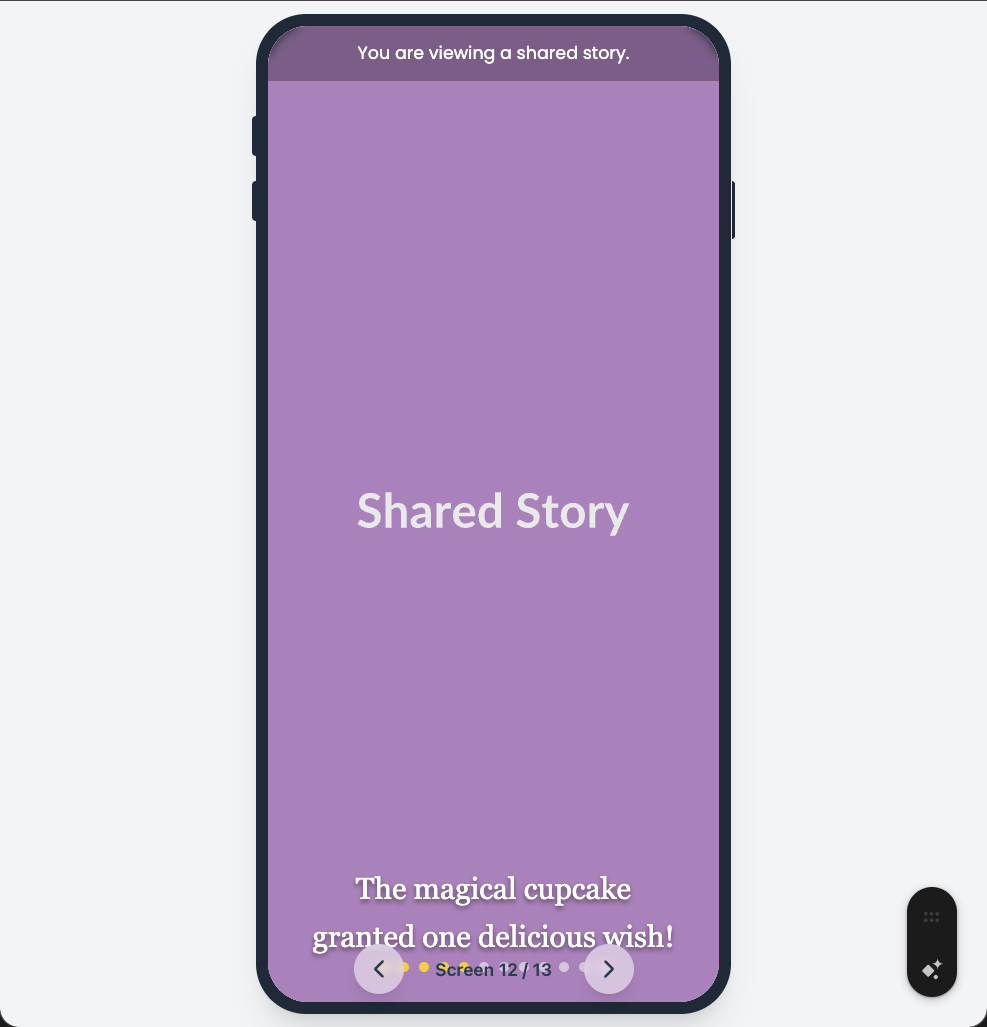 You are viewing a shared story.
Shared Story
The magical cupcake
granted one delicious wish!
Screen 12 / 13